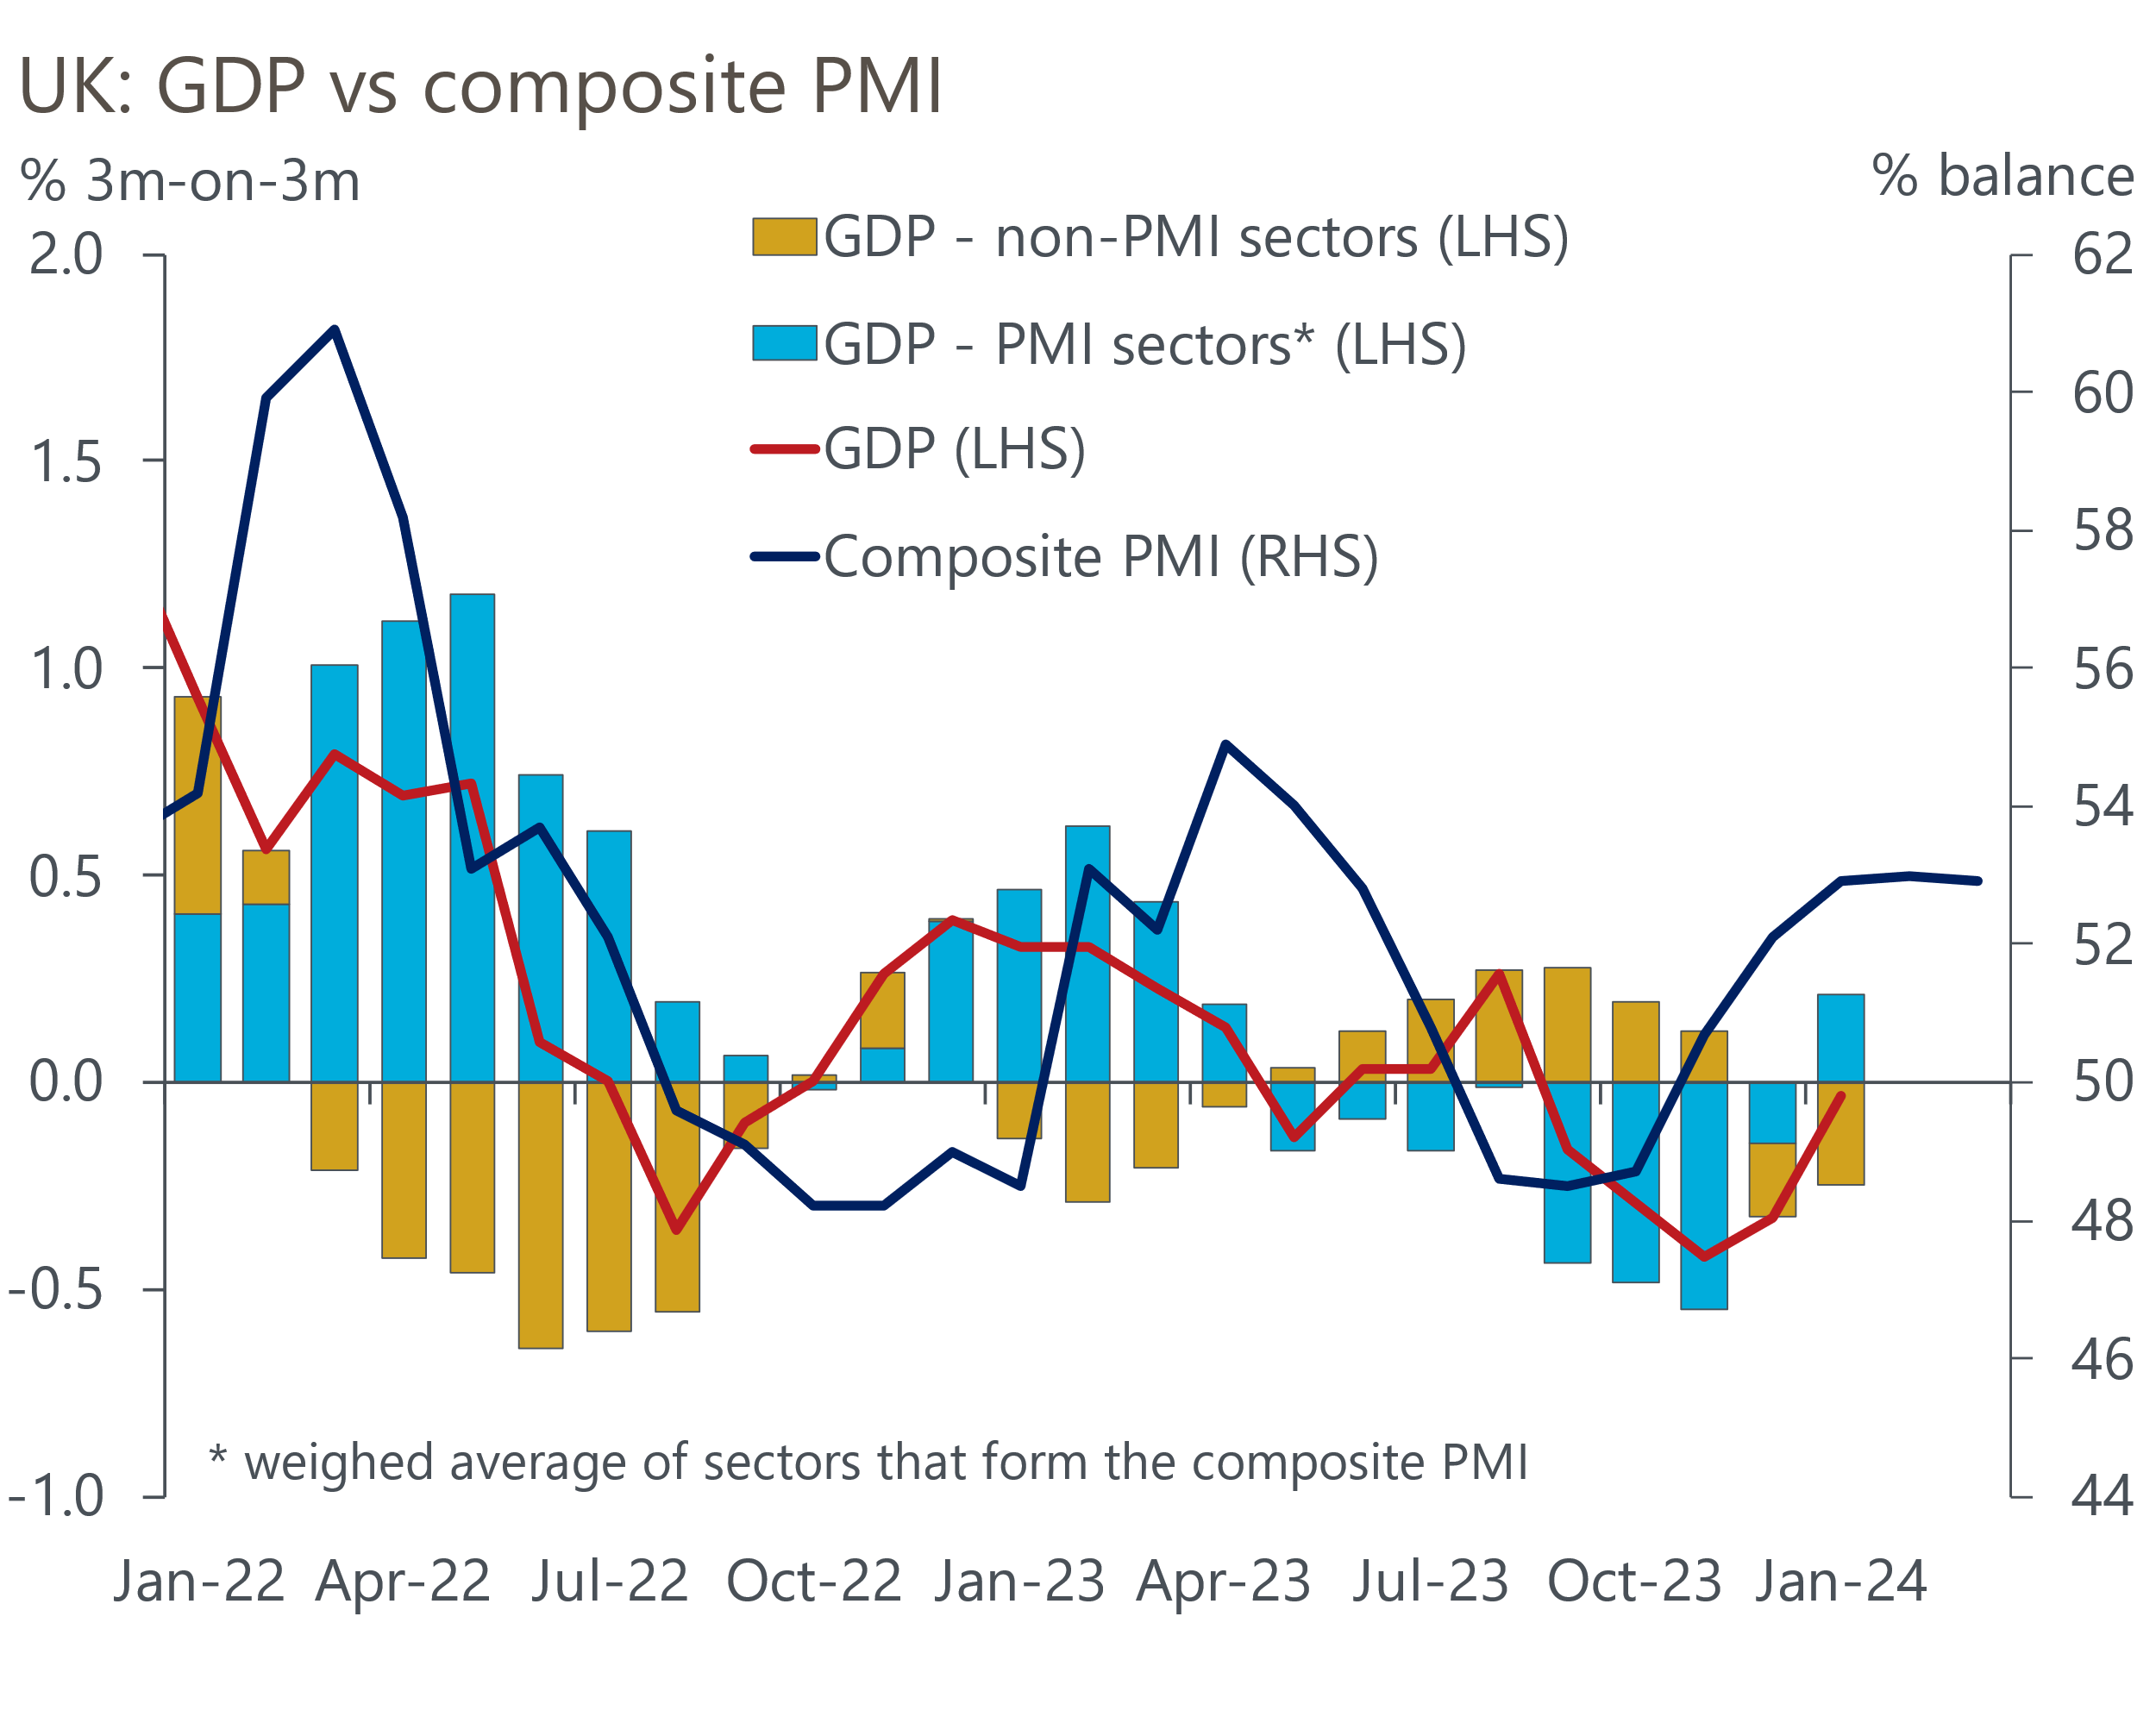 UK: GDP vs composite PMI
% 3m-on-3m
% balance
GDP - non-PMI sectors (LHS)
GDP - PMI sectors* (LHS)
GDP (LHS)
Composite PMI (RHS)
2.0
1.5
1.0
0.5
0.0
-0.5
-1.0
62
60
58
56
54
52
50
48
46
44
* weighed average of sectors that form the composite PMI
Jan-22 Apr-22 Jul-22 Oct-22 Jan-23 Apr-23 Jul-23 Oct-23 Jan-24